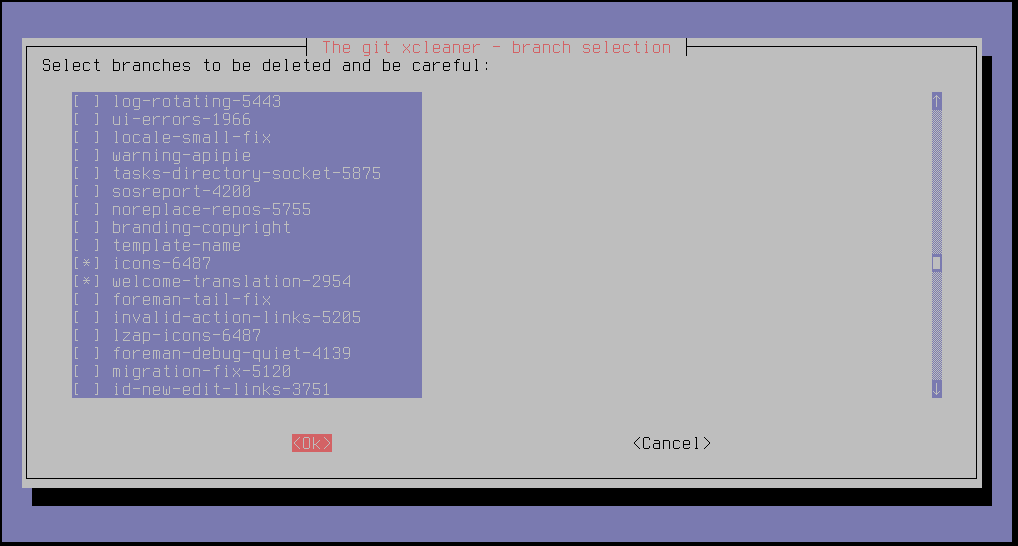 The git xcleaner - branch selection
Select branches to be deleted and be careful:
[ ] log-rotating-5443
[ ] ui-errors-1966
[ ] locale-small-fix
[ ] warning-apipie
[ ] tasks-directory-socket-5875
[ ] sosreport-4200
[ ] noreplace-repos-5755
[ ] branding-copyright
[ ] template-name
[*] icons-6487
[*] welcome-translation-2954
[ ] foreman-tail-fix
[ ] invalid-action-links-5205
[ ] lzap-icons-6487
[ ] foreman-debug-quiet-4139
[ ] migration-fix-5120
[ ] id-new-edit-links-3751
<Ok> <Cancel>